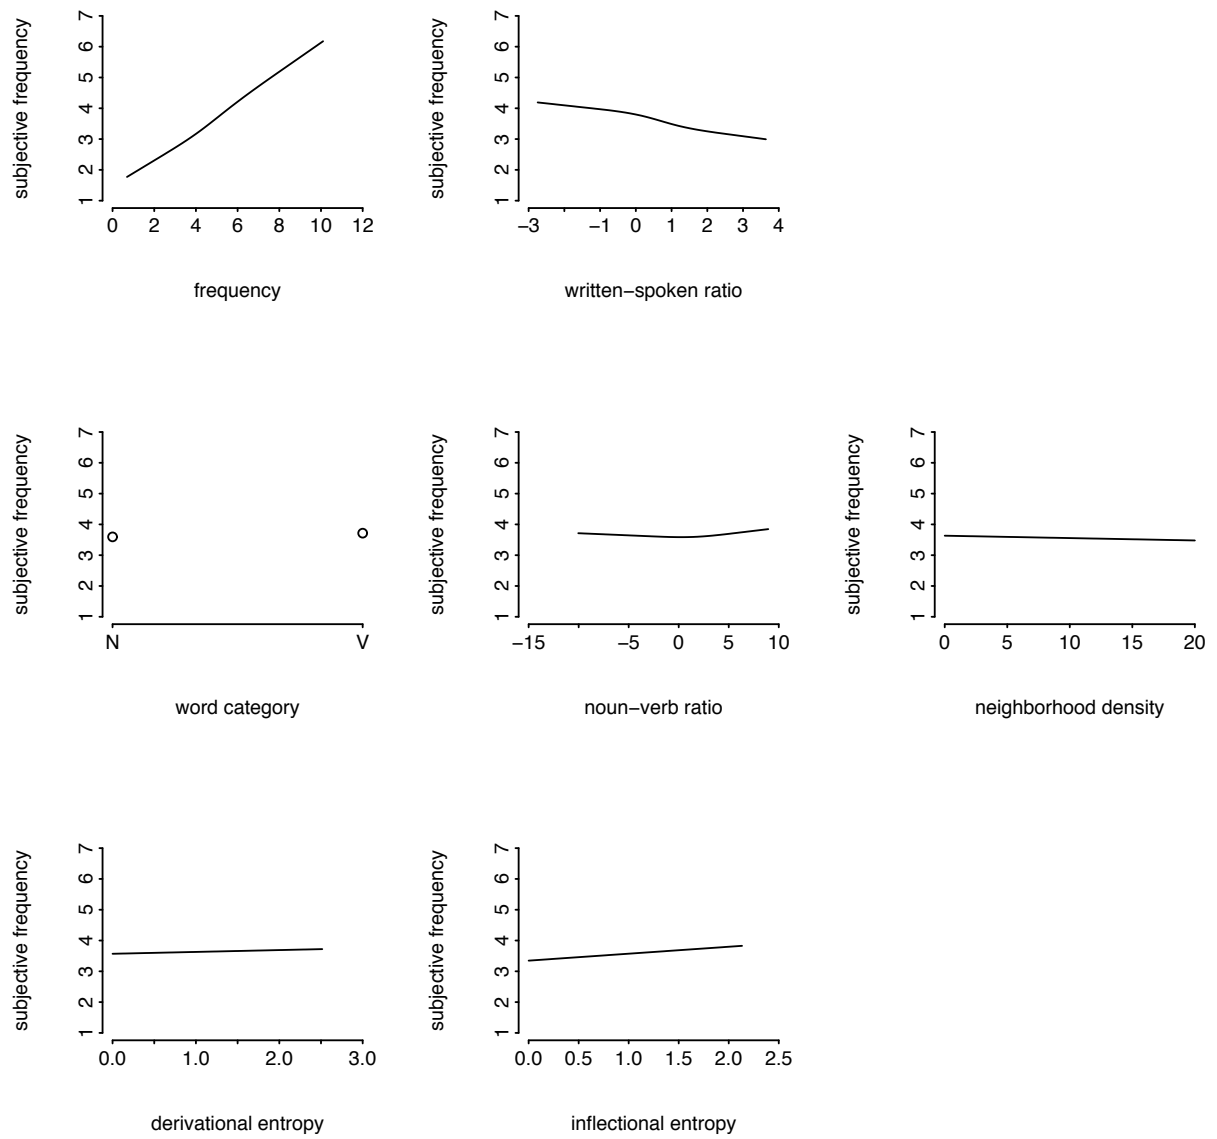 subjective frequency
1 2 3 4 5 6 7
0 2 4 6 8 10 12
frequency
subjective frequency
1 2 3 4 5 6 7
−3 −1 0 1 2 3 4
written−spoken ratio
subjective frequency
1 2 3 4 5 6 7
N V
word category
subjective frequency
1 2 3 4 5 6 7
−15 −5 0 5 10
noun−verb ratio
subjective frequency
1 2 3 4 5 6 7
0 5 10 15 20
neighborhood density
subjective frequency
1 2 3 4 5 6 7
0.0 1.0 2.0 3.0
derivational entropy
subjective frequency
1 2 3 4 5 6 7
0.0 0.5 1.0 1.5 2.0 2.5
inflectional entropy